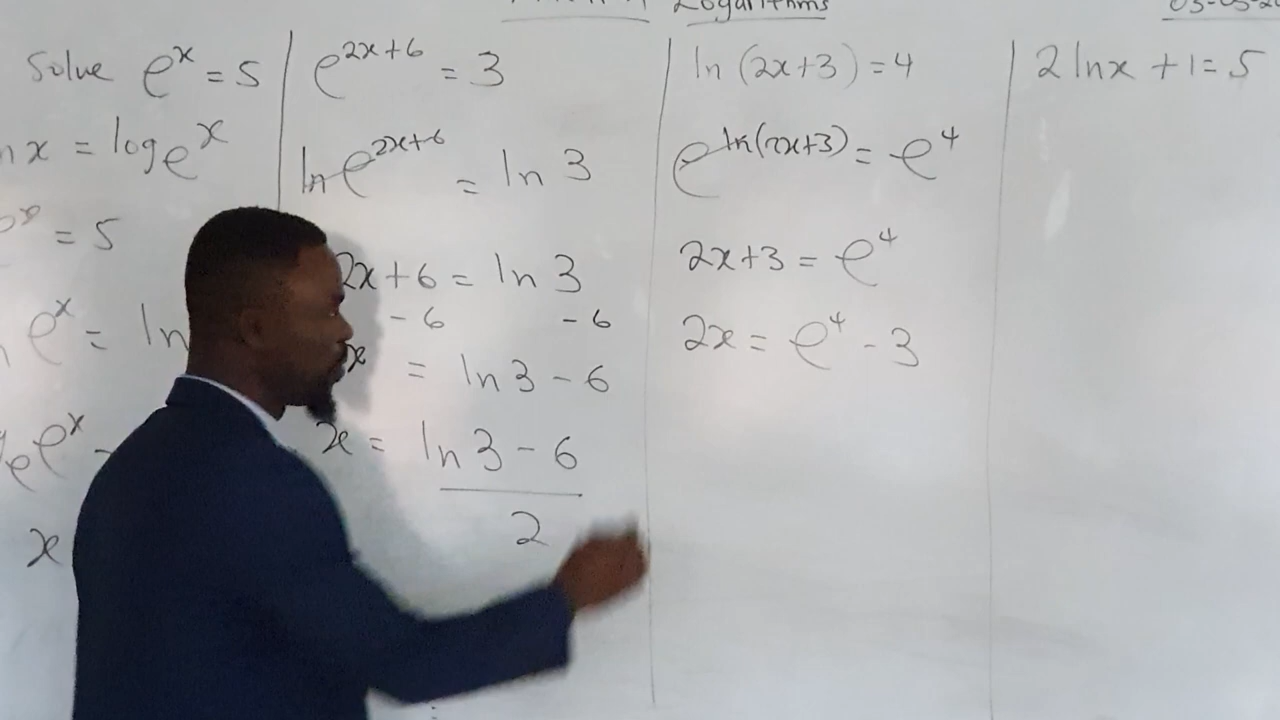 Logarithms
Solve e^x = 5
ln x = log_e x
= 5
e^x = ln
e^x
x
e^{2x+6} = 3
ln e^{2x+6} = ln 3
2x+6 = ln 3
-6 -6
x = ln 3 - 6
x = ln 3 - 6
2
ln (2x+3) = 4
e^{ln(2x+3)} = e^4
2x+3 = e^4
2x = e^4 - 3
2 ln x + 1 = 5